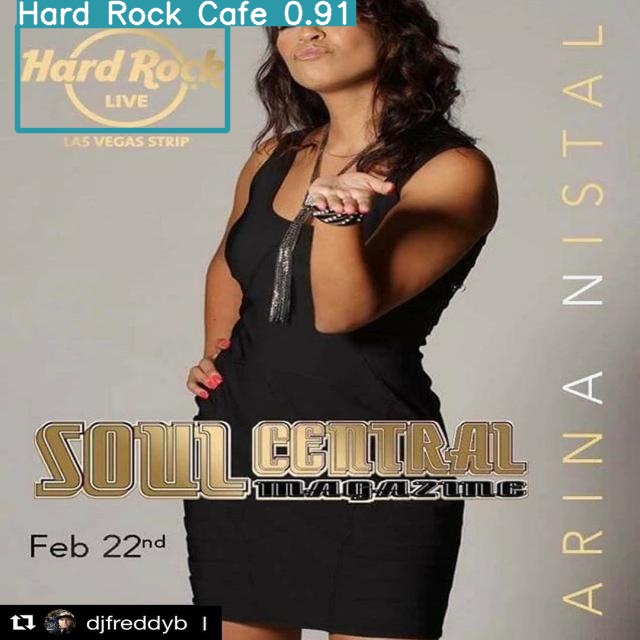 Hard Rock Cafe 0.91
Hard Rock
LIVE
LAS VEGAS STRIP
ARINA NISTAL
SOUL CENTRAL
MAGAZINE
Feb 22nd
djfreddyb